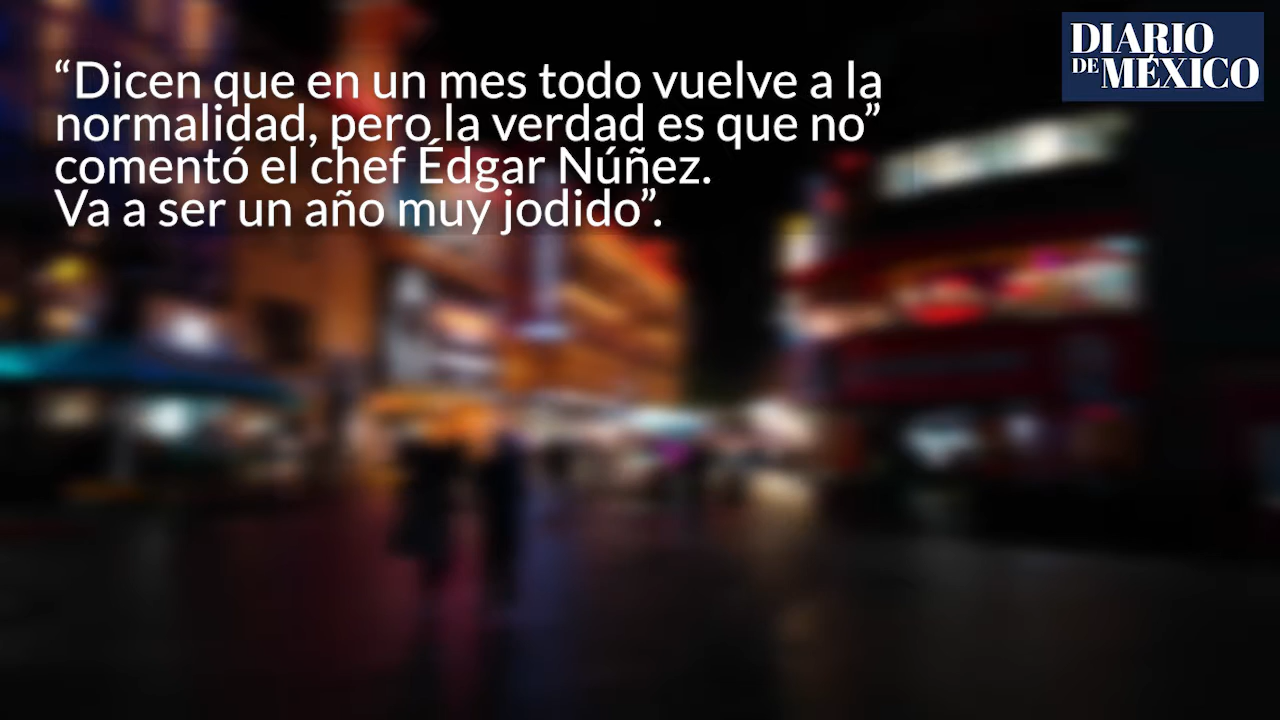 “Dicen que en un mes todo vuelve a la
normalidad, pero la verdad es que no”
comentó el chef Édgar Núñez.
Va a ser un año muy jodido”.
DIARIO
DE MÉXICO